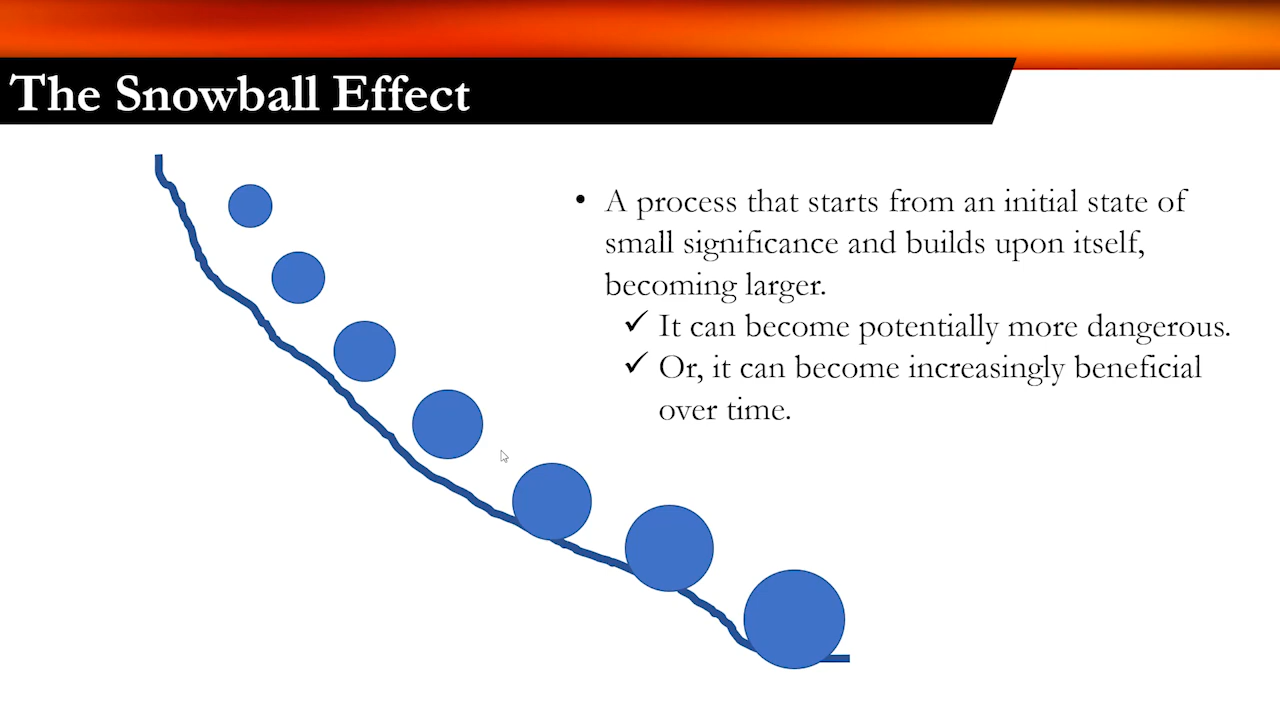 The Snowball Effect
• A process that starts from an initial state of
small significance and builds upon itself,
becoming larger.
✓ It can become potentially more dangerous.
✓ Or, it can become increasingly beneficial
over time.